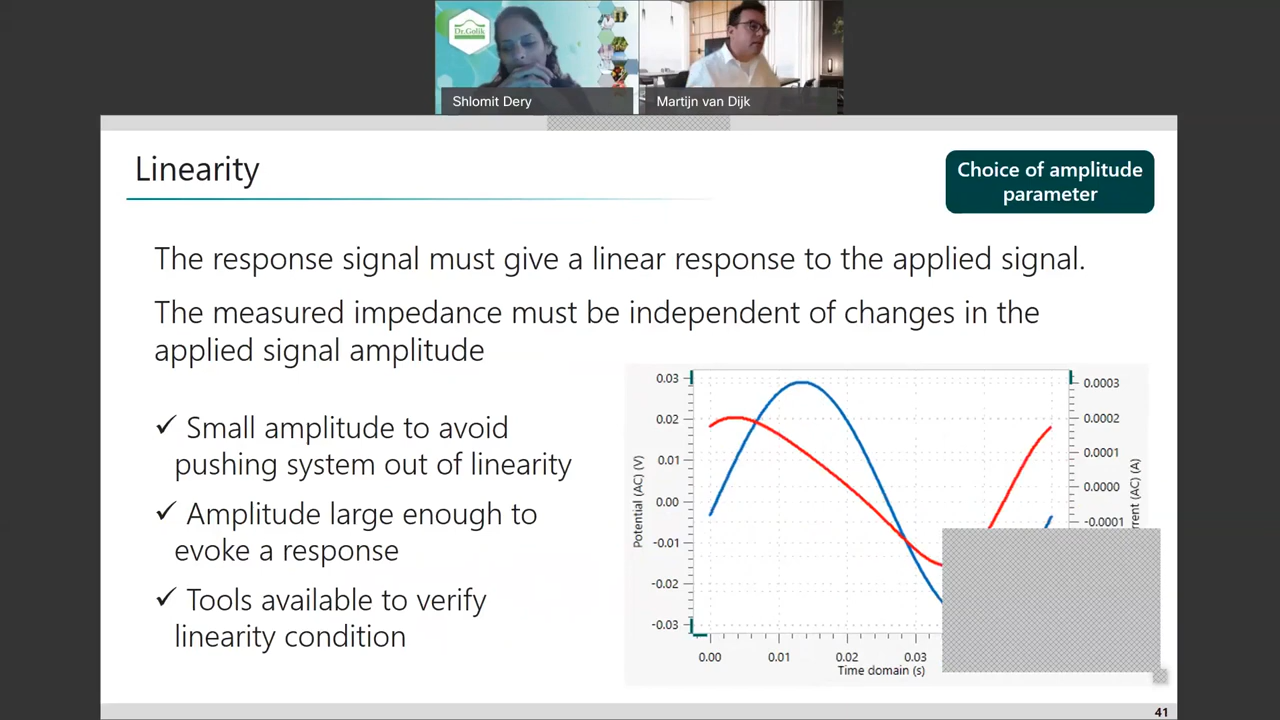 Dr.Golik
Shlomit Dery
Martijn van Dijk
Linearity
Choice of amplitude
parameter
The response signal must give a linear response to the applied signal.
The measured impedance must be independent of changes in the
applied signal amplitude
✓ Small amplitude to avoid
pushing system out of linearity
✓ Amplitude large enough to
evoke a response
✓ Tools available to verify
linearity condition
0.03
0.02
0.01
0.00
-0.01
-0.02
-0.03
Potential (AC) (V)
0.0003
0.0002
0.0001
0.0000
-0.0001
(AC) (A)
0.00 0.01 0.02 0.03
Time domain (s)
41